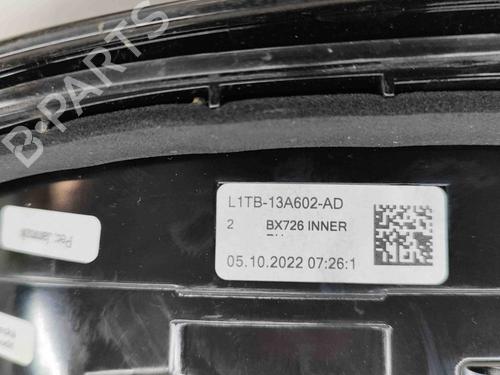 B-PARTS
L1TB-13A602-AD
2 BX726 INNER
05.10.2022 07:26:1